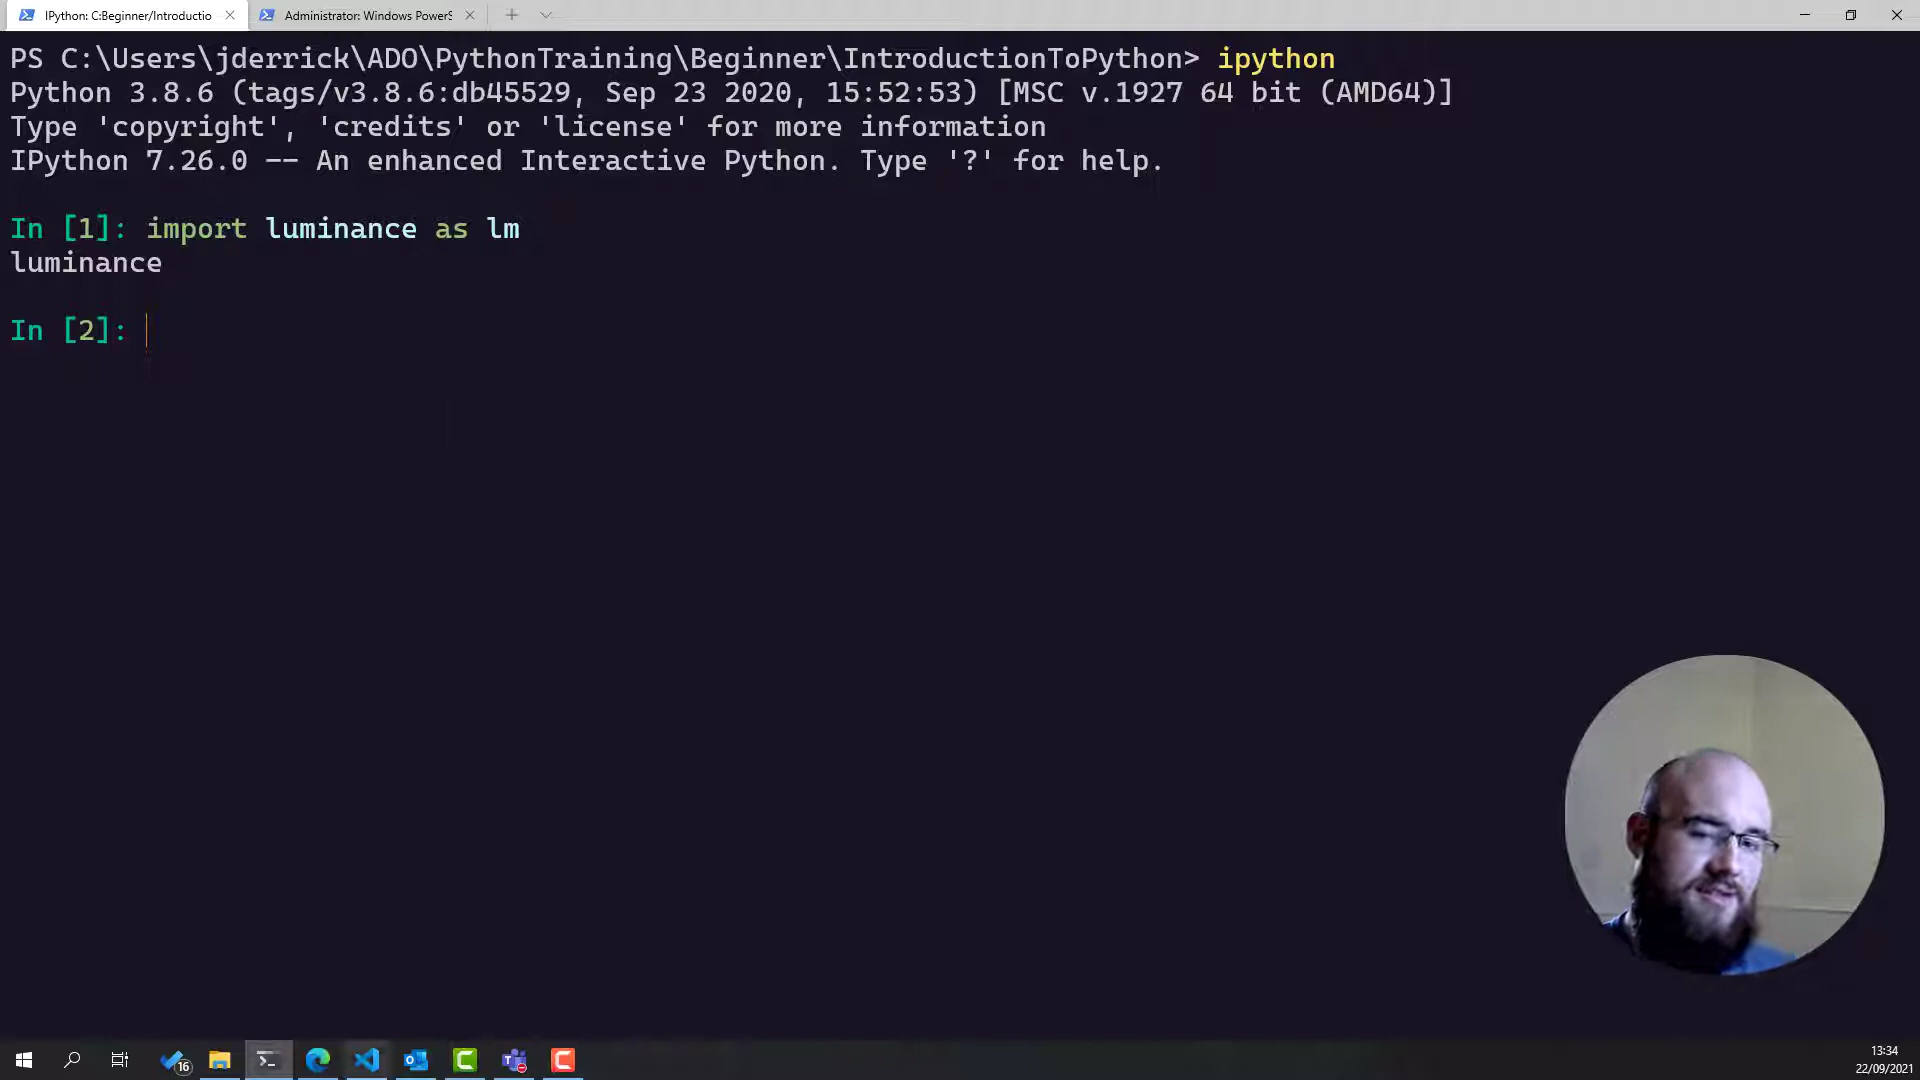 IPython: C:Beginner/Introductio
Administrator: Windows PowerS
PS C:\Users\jderrick\ADO\PythonTraining\Beginner\IntroductionToPython> ipython
Python 3.8.6 (tags/v3.8.6:db45529, Sep 23 2020, 15:52:53) [MSC v.1927 64 bit (AMD64)]
Type 'copyright', 'credits' or 'license' for more information
IPython 7.26.0 -- An enhanced Interactive Python. Type '?' for help.
In [1]: import luminance as lm
luminance
In [2]:
16
13:34
22/09/2021